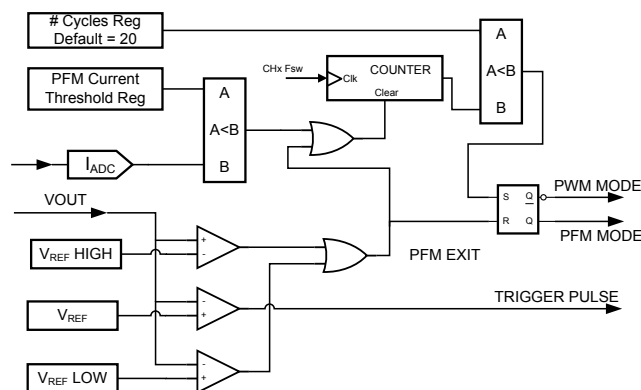 # Cycles Reg
Default = 20
A
A<B
B
PFM Current
Threshold Reg
A
A<B
B
CHx Fsw
Clk
COUNTER
Clear
IADC
VOUT
S
Q
R
Q
PWM MODE
PFM MODE
VREF HIGH
+
-
PFM EXIT
VREF
-
+
TRIGGER PULSE
VREF LOW
-
+